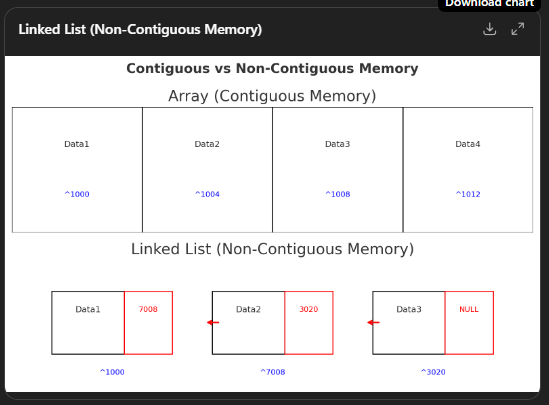 Download chart
Linked List (Non-Contiguous Memory)
Contiguous vs Non-Contiguous Memory
Array (Contiguous Memory)
Data1 Data2 Data3 Data4
^1000 ^1004 ^1008 ^1012
Linked List (Non-Contiguous Memory)
Data1 7008 Data2 3020 Data3 NULL
^1000 ^7008 ^3020